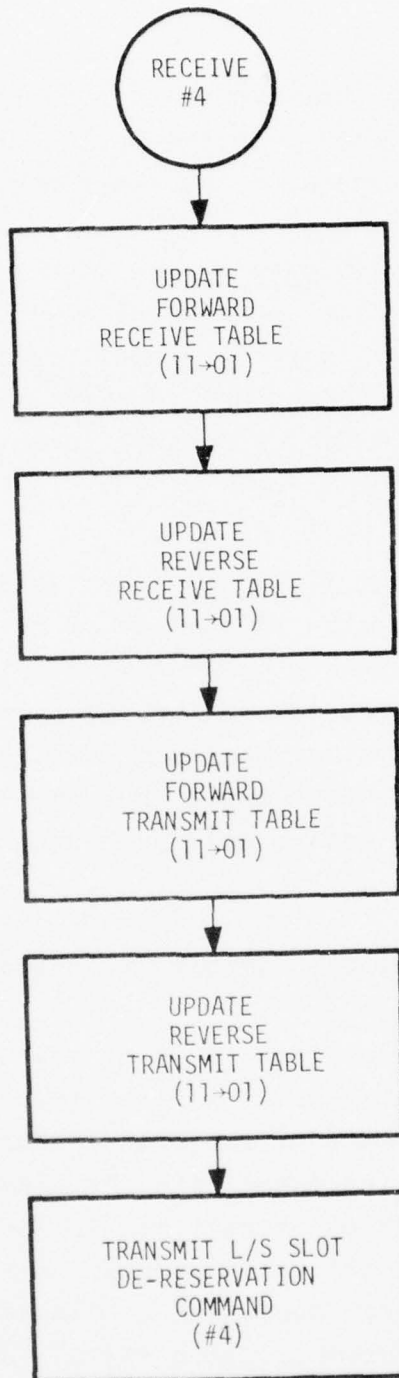 RECEIVE
#4
UPDATE
FORWARD
RECEIVE TABLE
(11→01)
UPDATE
REVERSE
RECEIVE TABLE
(11→01)
UPDATE
FORWARD
TRANSMIT TABLE
(11→01)
UPDATE
REVERSE
TRANSMIT TABLE
(11→01)
TRANSMIT L/S SLOT
DE-RESERVATION
COMMAND
(#4)